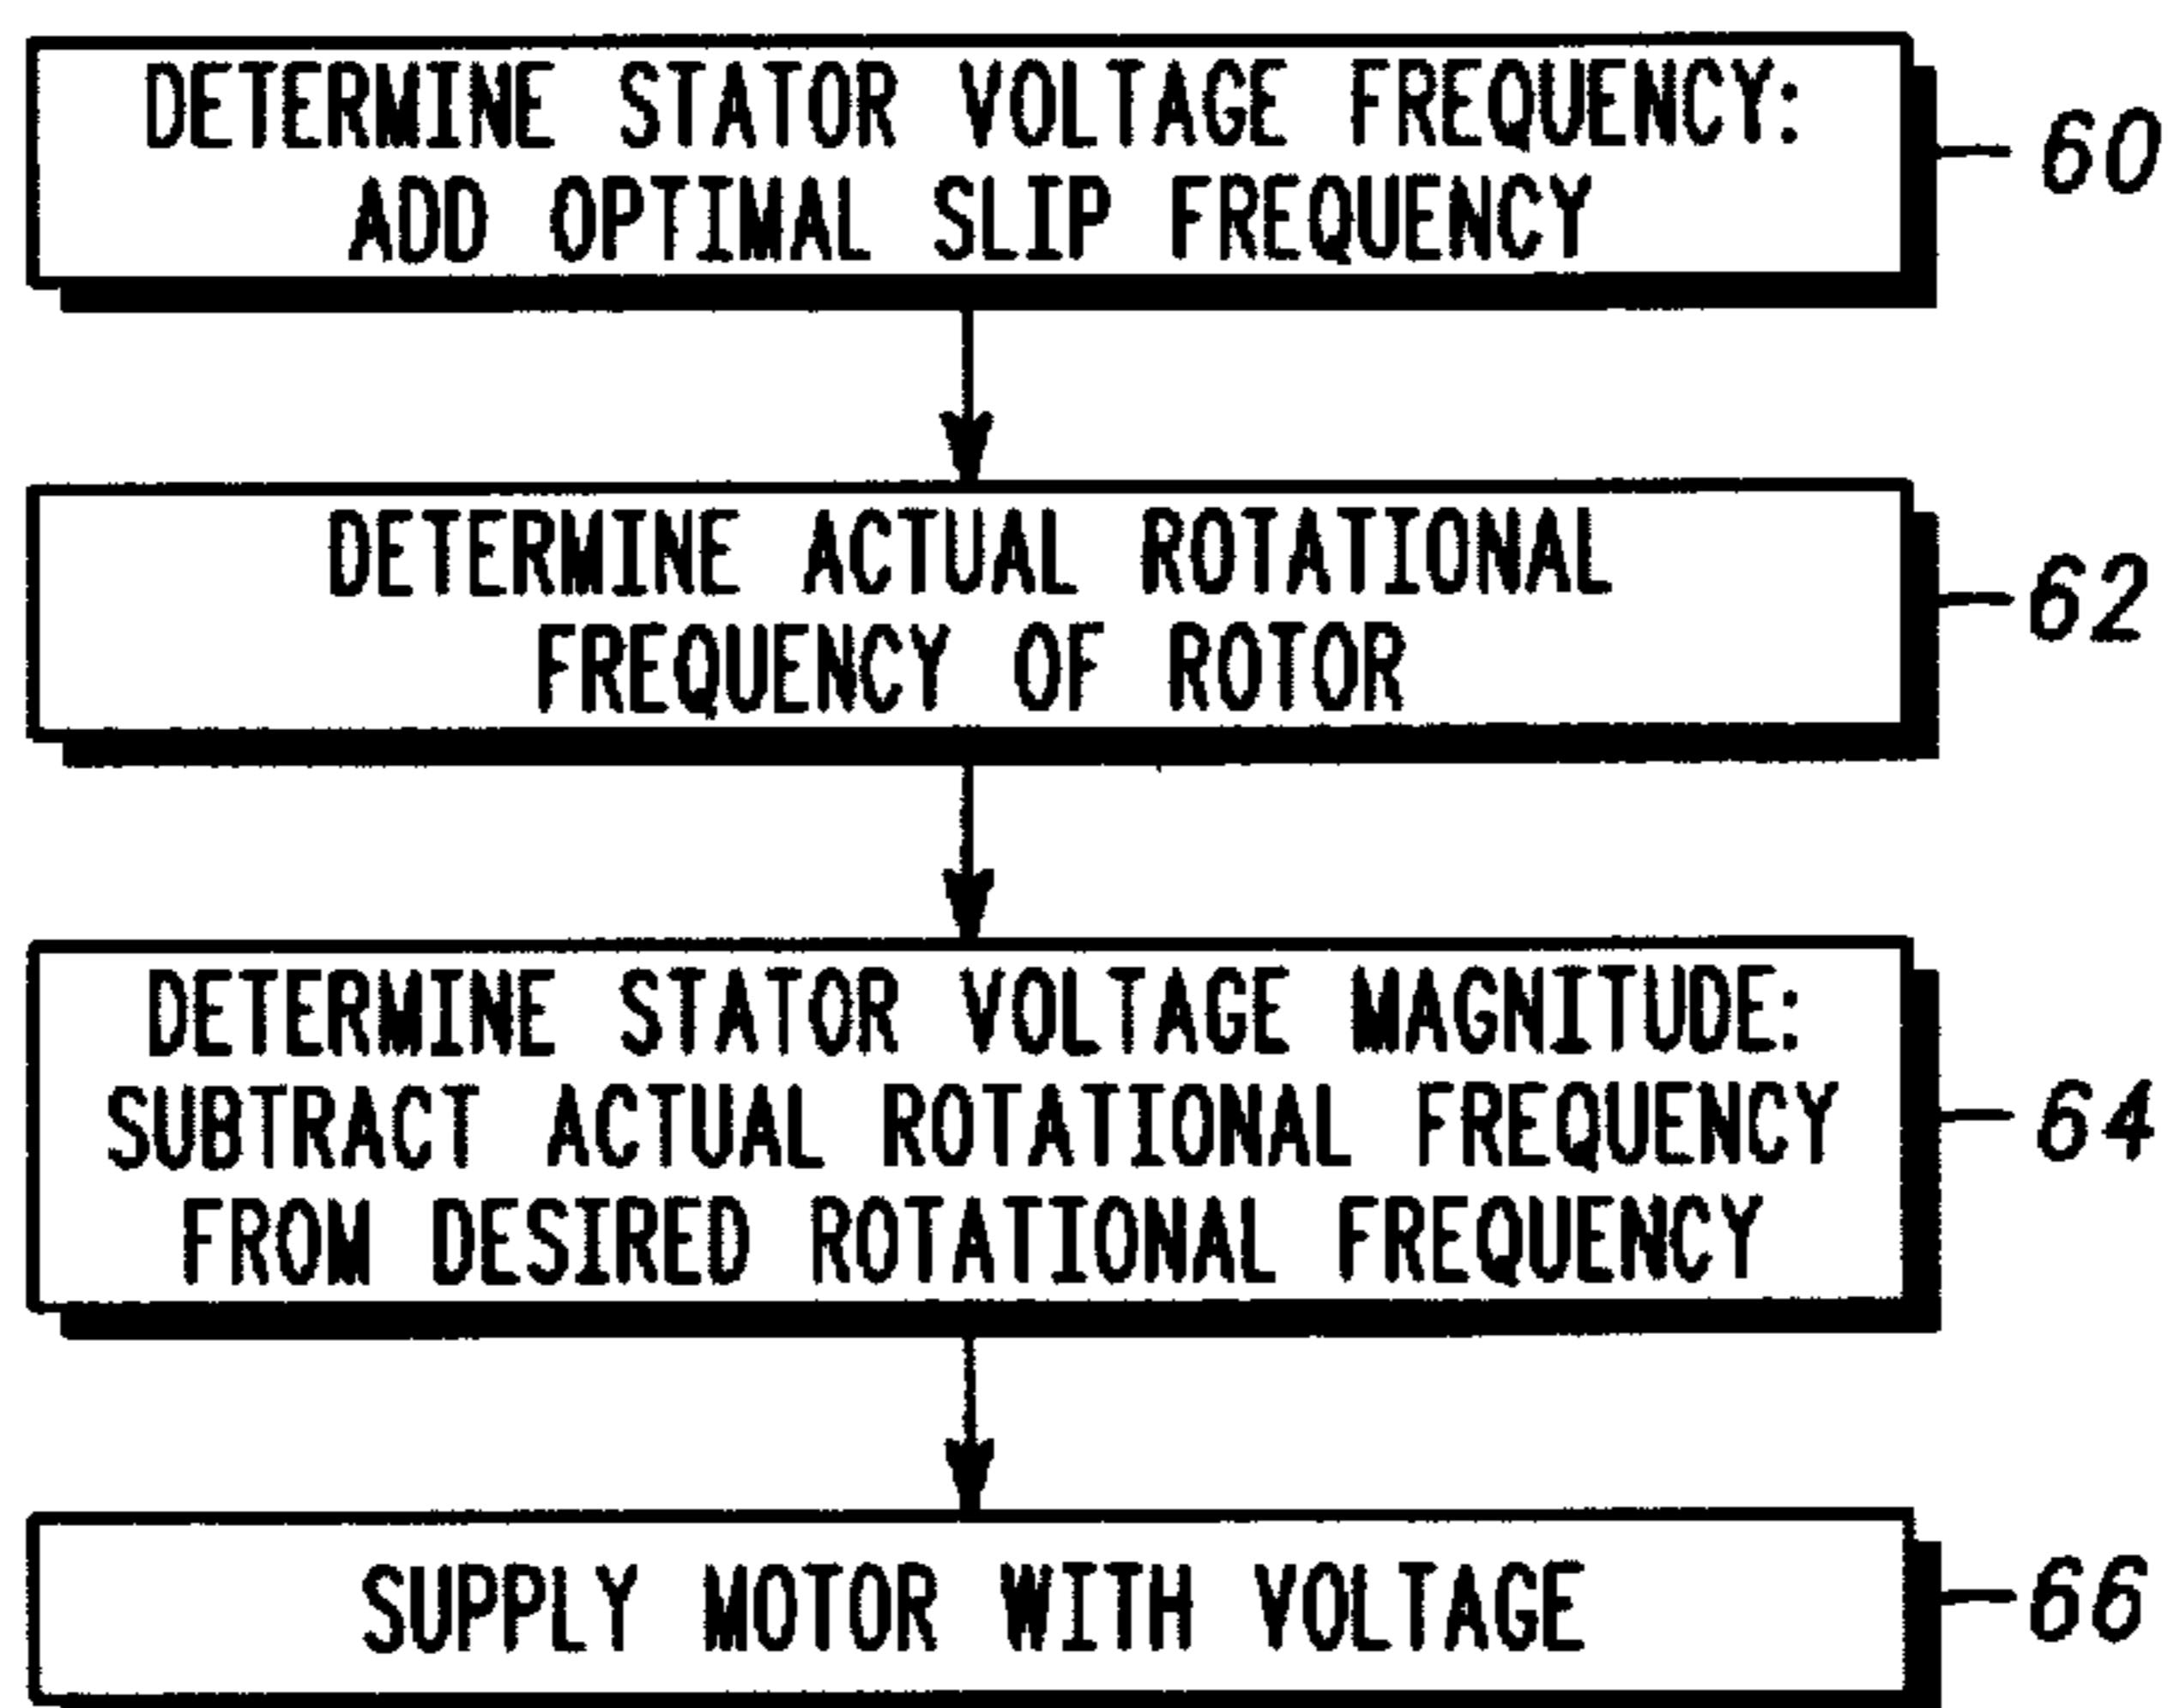 DETERMINE STATOR VOLTAGE FREQUENCY:
ADD OPTIMAL SLIP FREQUENCY
60
DETERMINE ACTUAL ROTATIONAL
FREQUENCY OF ROTOR
62
DETERMINE STATOR VOLTAGE MAGNITUDE:
SUBTRACT ACTUAL ROTATIONAL FREQUENCY
FROM DESIRED ROTATIONAL FREQUENCY
64
SUPPLY MOTOR WITH VOLTAGE
66